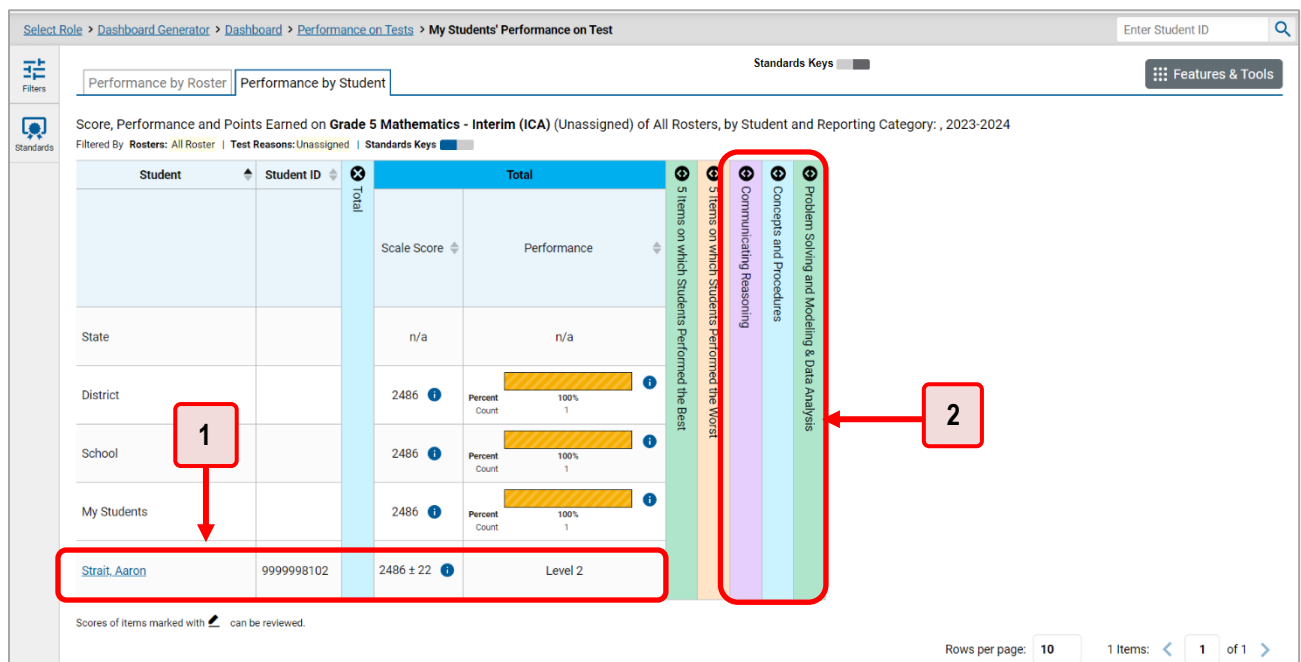 Select Role > Dashboard Generator > Dashboard > Performance on Tests > My Students' Performance on Test
Enter Student ID
Filters
Standards
Performance by Roster
Performance by Student
Standards Keys
Features & Tools
Score, Performance and Points Earned on Grade 5 Mathematics - Interim (ICA) (Unassigned) of All Rosters, by Student and Reporting Category: , 2023-2024
Filtered By Rosters: All Roster | Test Reasons: Unassigned | Standards Keys
Student
Student ID
Total
Total
Scale Score
Performance
5 Items on which Students Performed the Best
5 Items on which Students Performed the Worst
Communicating Reasoning
Concepts and Procedures
Problem Solving and Modeling & Data Analysis
State
n/a
n/a
District
2486
Percent 100%
Count 1
School
2486
Percent 100%
Count 1
My Students
2486
Percent 100%
Count 1
Strait, Aaron
9999998102
2486 ± 22
Level 2
1
2
Scores of items marked with can be reviewed.
Rows per page: 10
1 Items: < 1 of 1 >